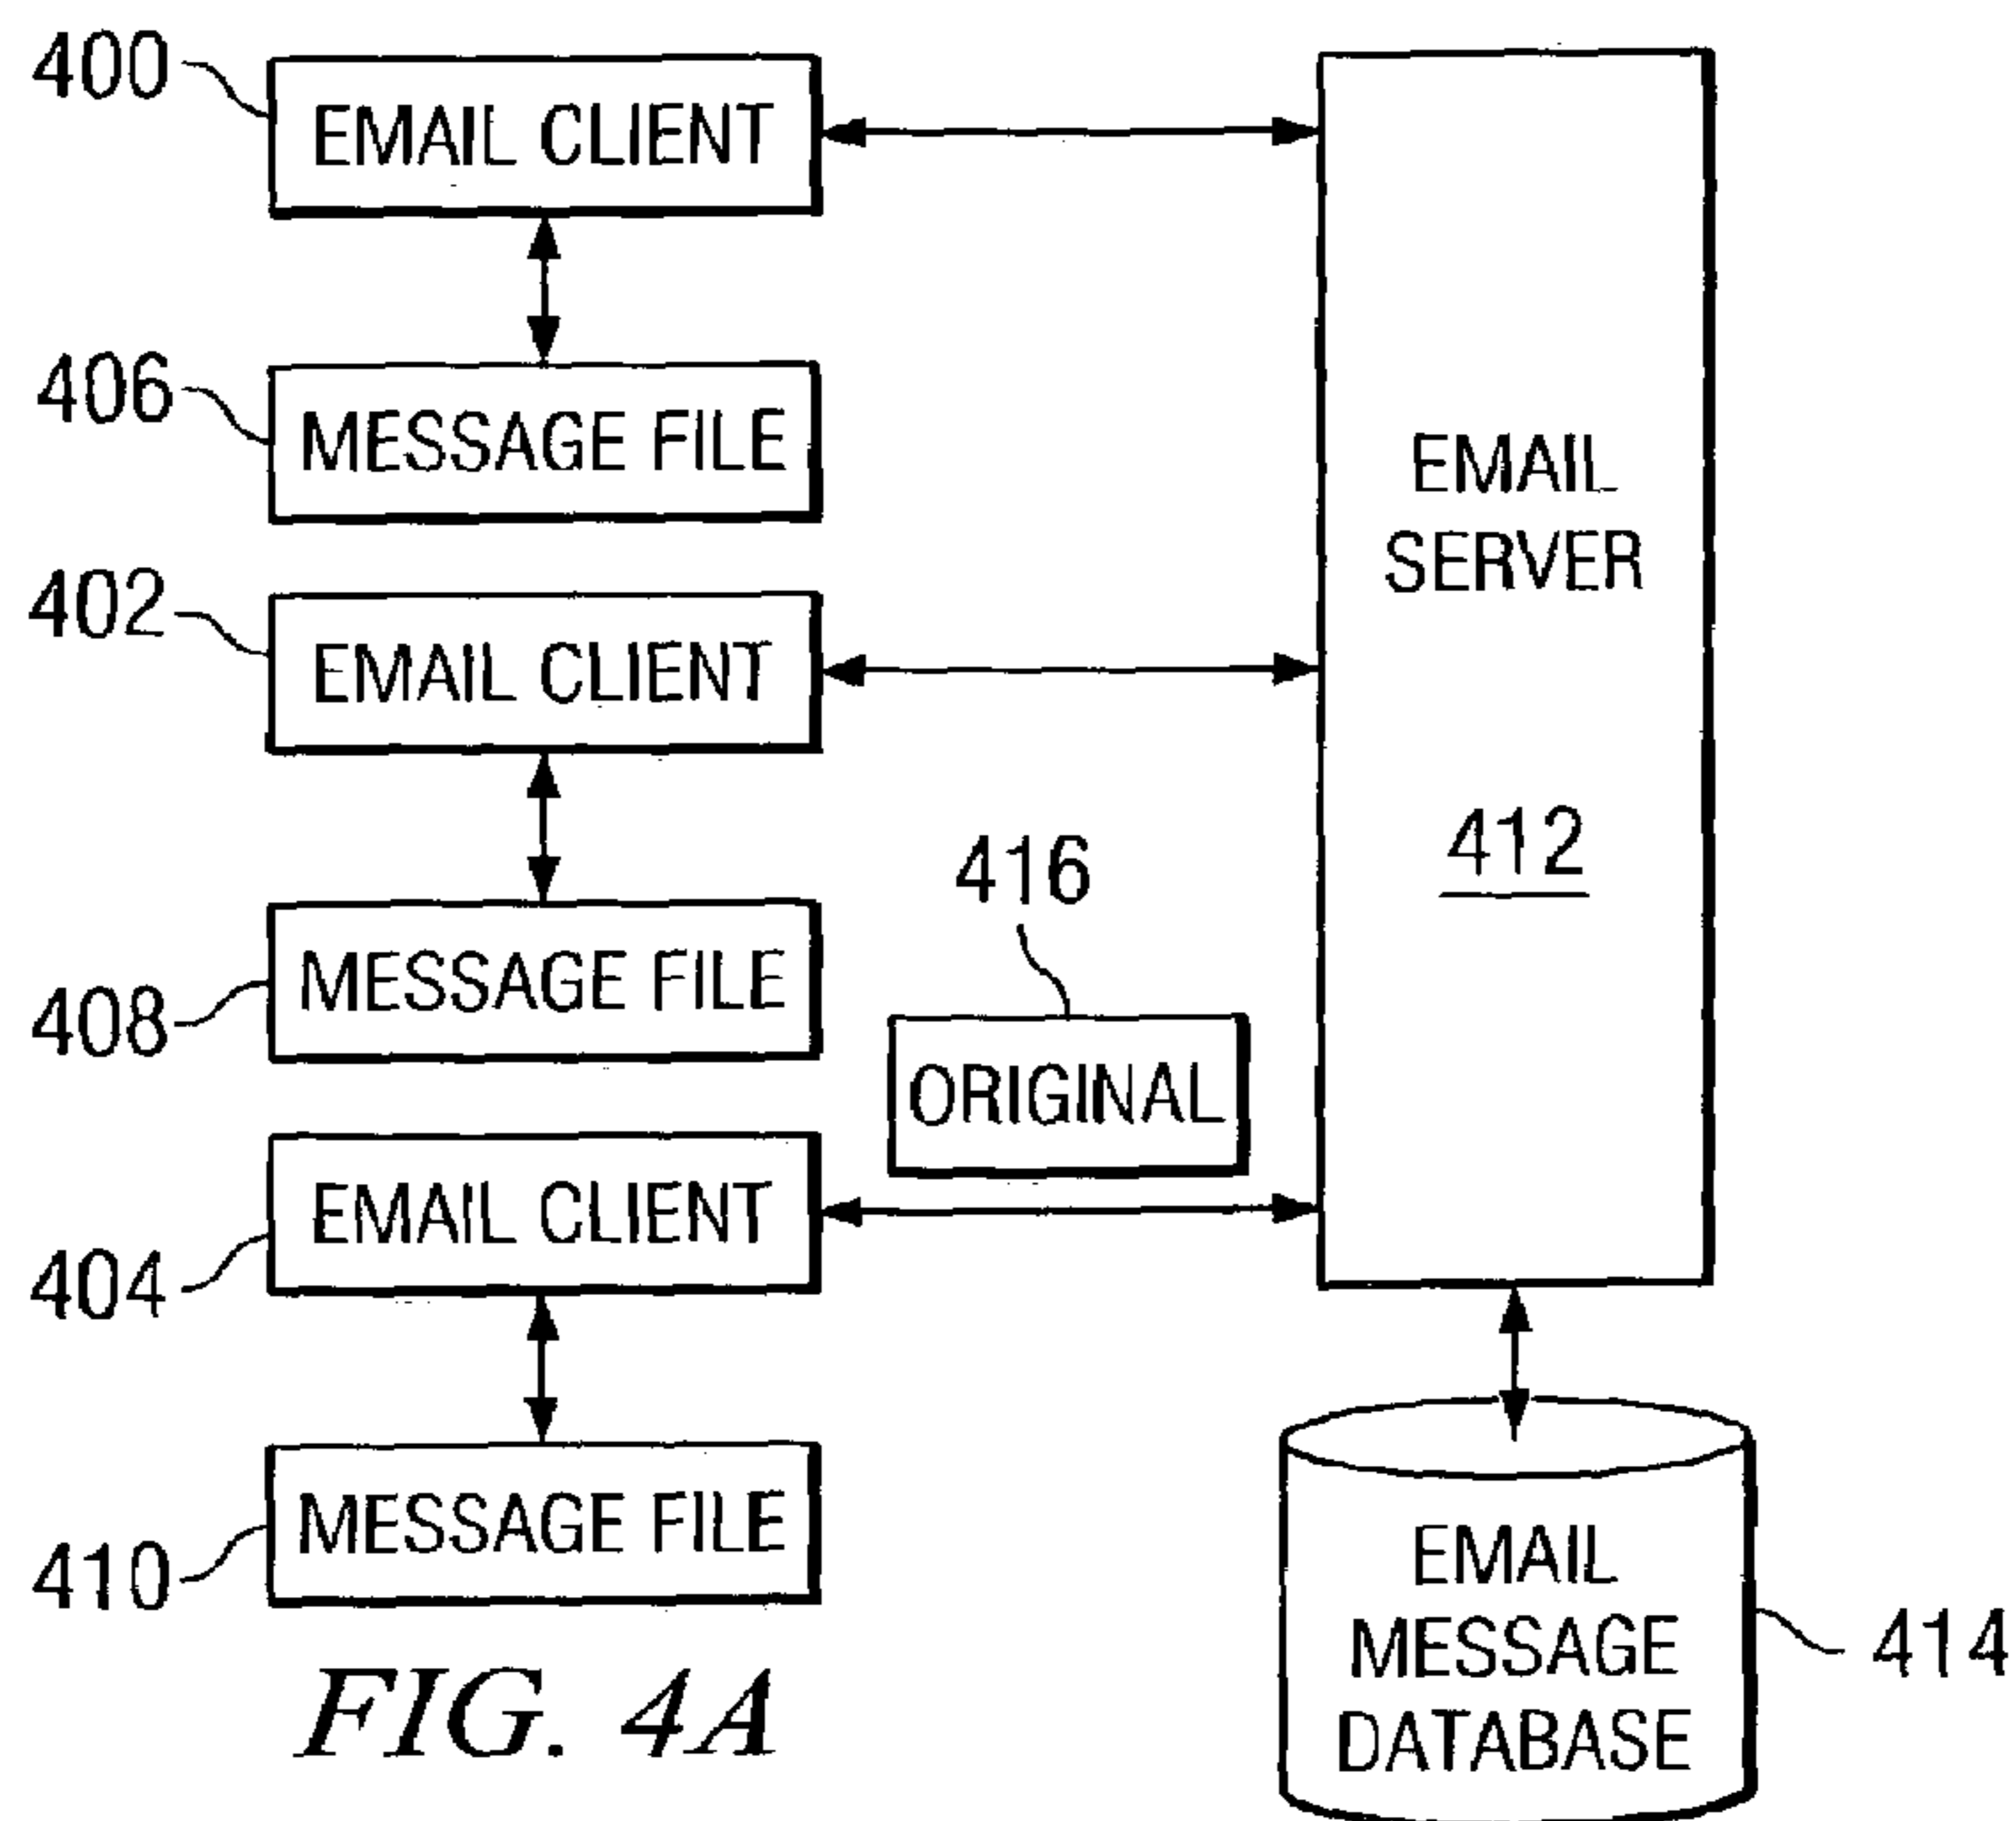 400
EMAIL CLIENT
406
MESSAGE FILE
402
EMAIL CLIENT
408
MESSAGE FILE
416
ORIGINAL
404
EMAIL CLIENT
410
MESSAGE FILE
EMAIL
SERVER
412
EMAIL
MESSAGE
DATABASE
414
FIG. 4A